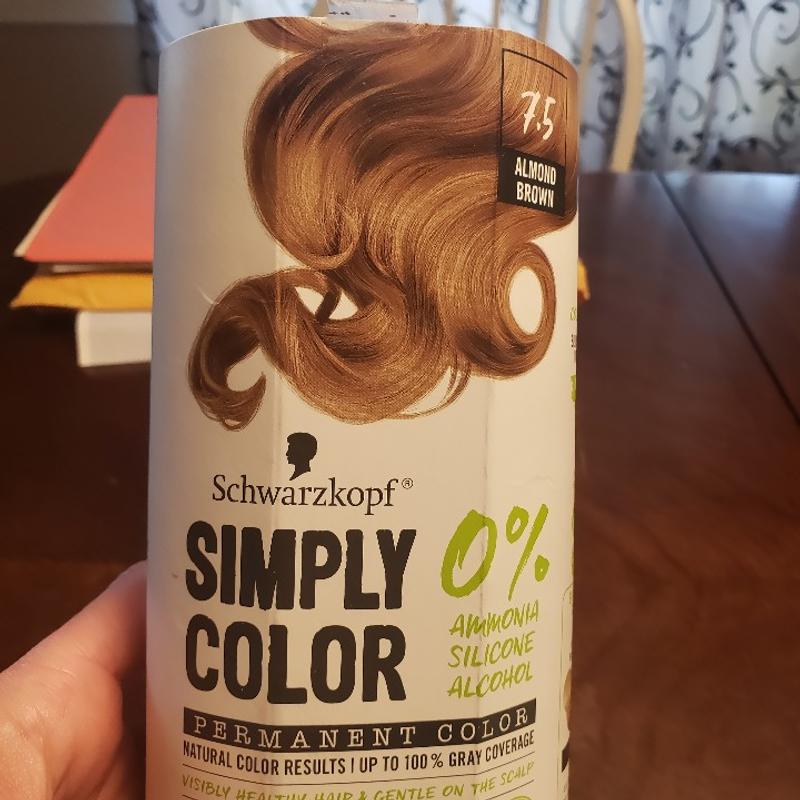 7.5
ALMOND
BROWN
Schwarzkopf®
SIMPLY
COLOR
0%
AMMONIA
SILICONE
ALCOHOL
PERMANENT COLOR
NATURAL COLOR RESULTS | UP TO 100% GRAY COVERAGE
VISIBLY HEALTHY HAIR & GENTLE ON THE SCALP